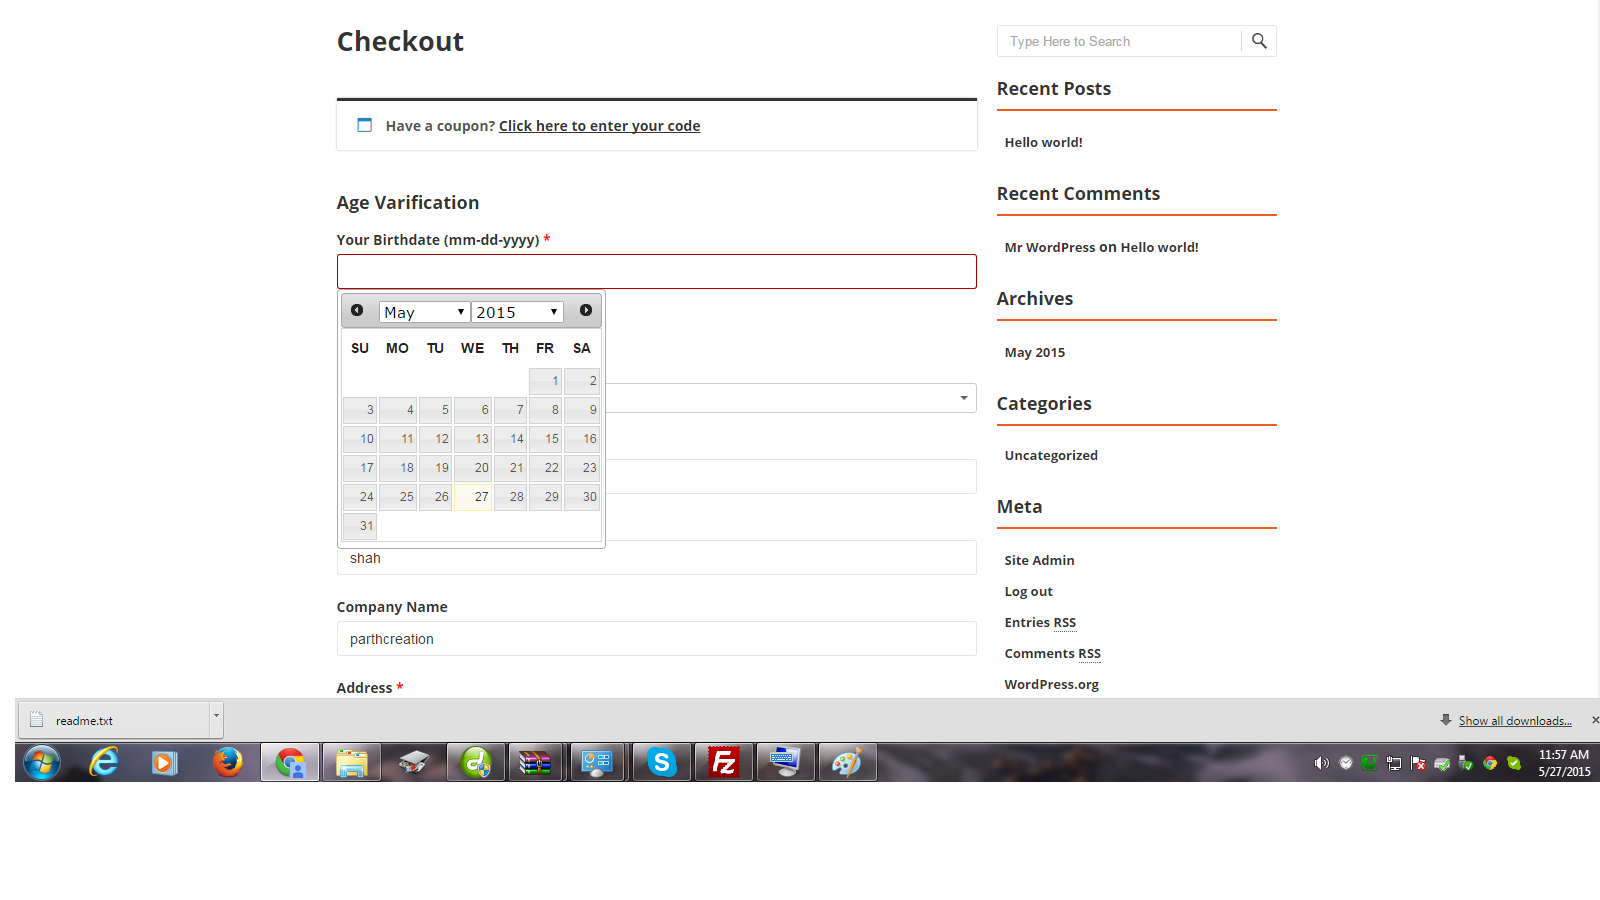 Checkout
Have a coupon? Click here to enter your code
Age Varification
Your Birthdate (mm-dd-yyyy) *
May 2015
SU MO TU WE TH FR SA
1 2
3 4 5 6 7 8 9
10 11 12 13 14 15 16
17 18 19 20 21 22 23
24 25 26 27 28 29 30
31
shah
Company Name
parthcreation
Address *
Type Here to Search
Recent Posts
Hello world!
Recent Comments
Mr WordPress on Hello world!
Archives
May 2015
Categories
Uncategorized
Meta
Site Admin
Log out
Entries RSS
Comments RSS
WordPress.org
readme.txt
Show all downloads...
11:57 AM
5/27/2015